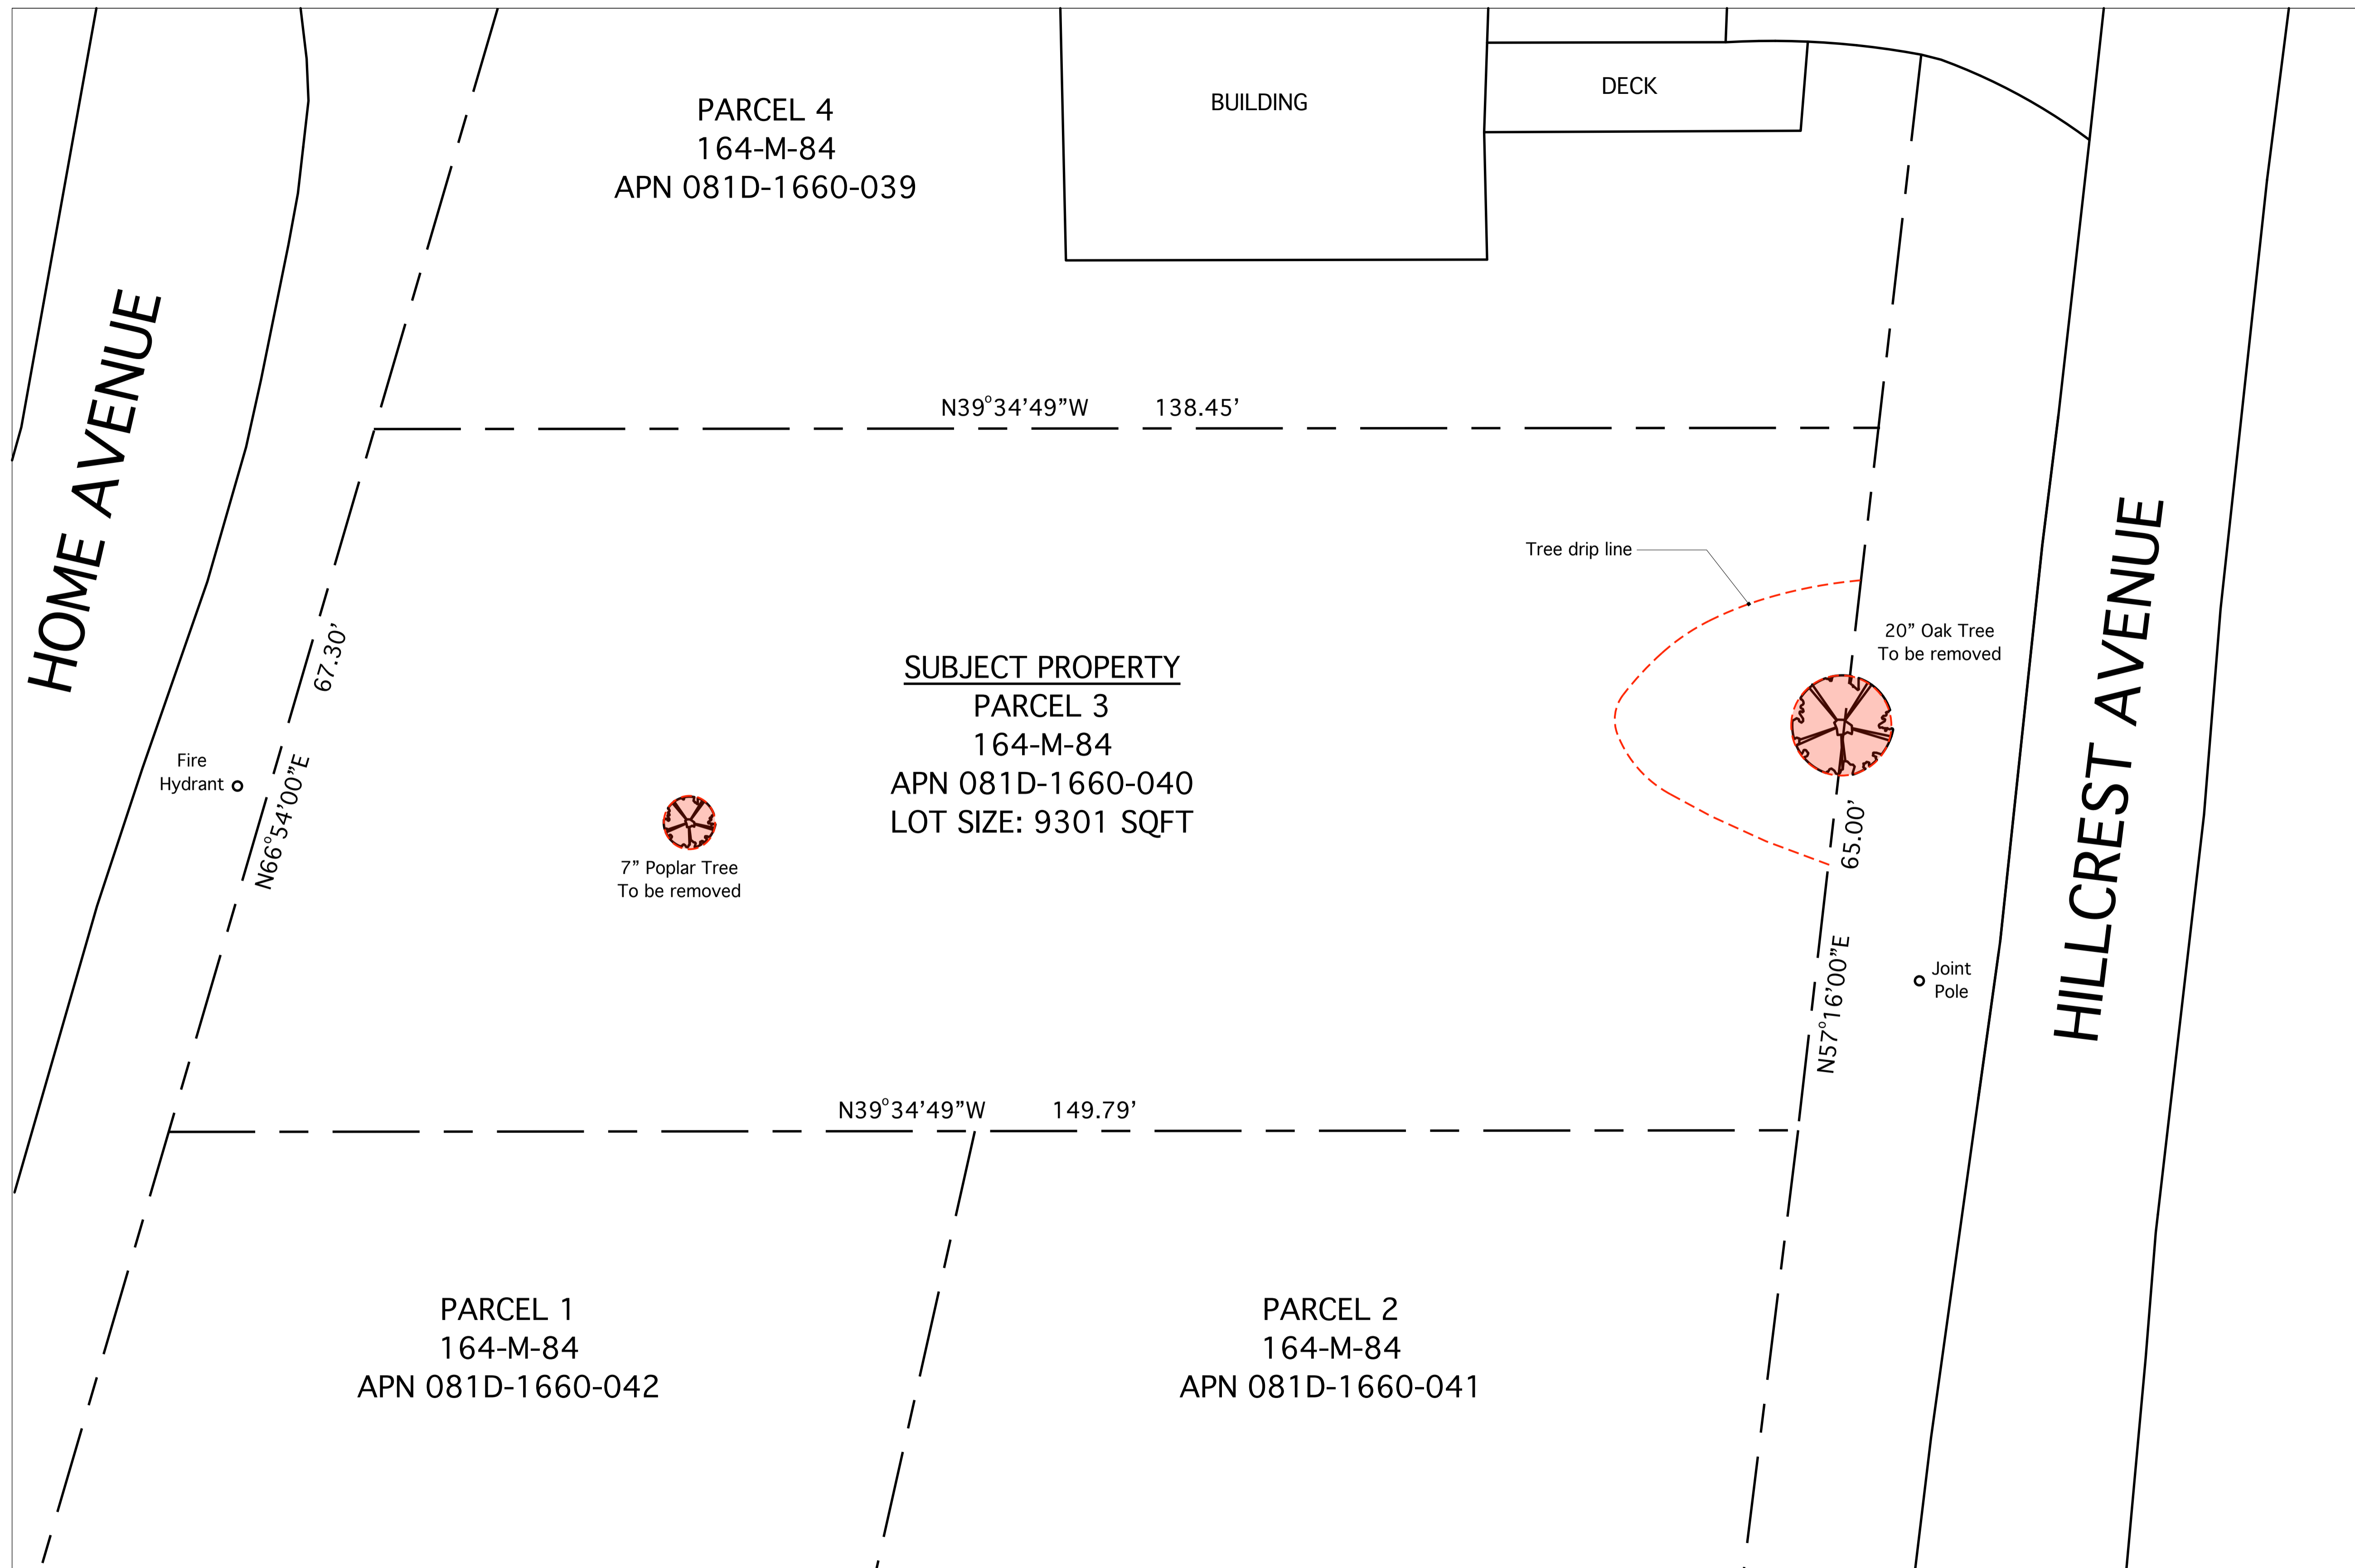 PARCEL 4
164-M-84
APN 081D-1660-039
BUILDING
DECK
HOME AVENUE
N39°34'49"W 138.45'
67.30'
N66°54'00"E
Fire
Hydrant
Tree drip line
20" Oak Tree
To be removed
SUBJECT PROPERTY
PARCEL 3
164-M-84
APN 081D-1660-040
LOT SIZE: 9301 SQFT
7" Poplar Tree
To be removed
65.00'
N57°16'00"E
Joint
Pole
HILLCREST AVENUE
N39°34'49"W 149.79'
PARCEL 1
164-M-84
APN 081D-1660-042
PARCEL 2
164-M-84
APN 081D-1660-041